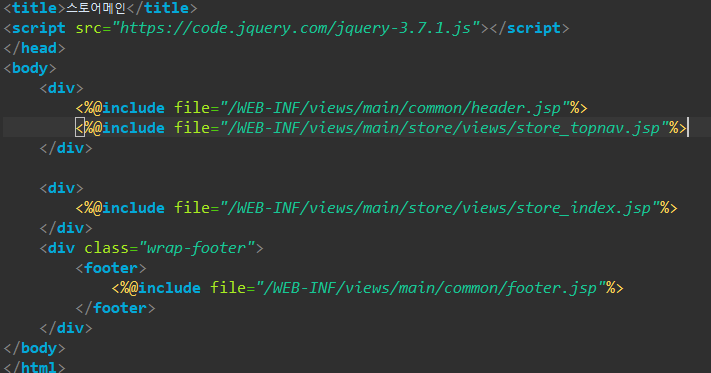 <title>스토어메인</title>
<script src="https://code.jquery.com/jquery-3.7.1.js"></script>
</head>
<body>
<div>
<%@include file="/WEB-INF/views/main/common/header.jsp"%>
<%@include file="/WEB-INF/views/main/store/views/store_topnav.jsp"%>
</div>
<div>
<%@include file="/WEB-INF/views/main/store/views/store_index.jsp"%>
</div>
<div class="wrap-footer">
<footer>
<%@include file="/WEB-INF/views/main/common/footer.jsp"%>
</footer>
</div>
</body>
</html>